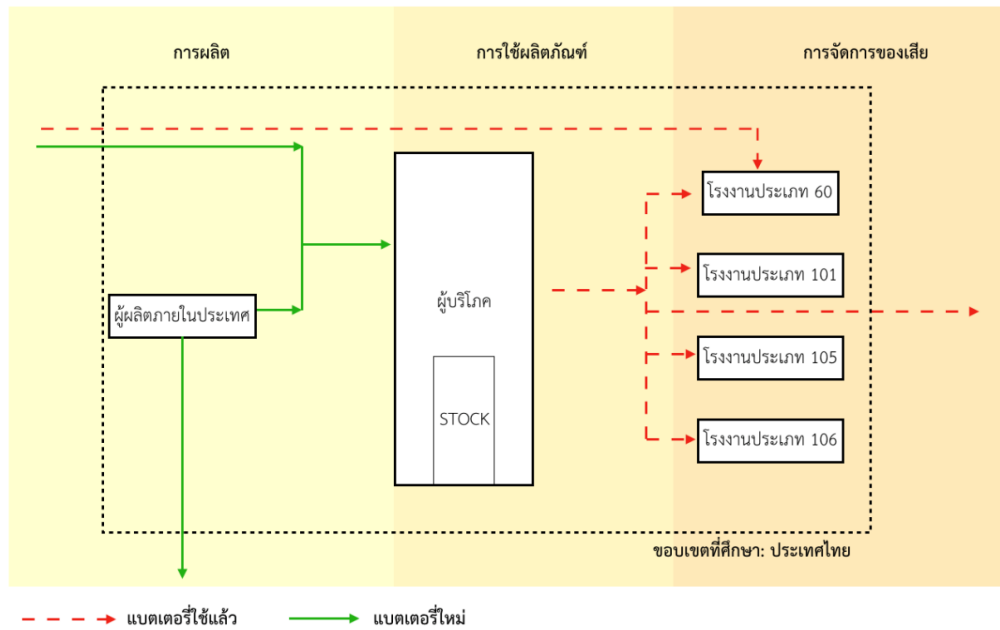 การผลิต
การใช้ผลิตภัณฑ์
การจัดการของเสีย
โรงงานประเภท 60
โรงงานประเภท 101
ผู้บริโภค
ผู้ผลิตภายในประเทศ
โรงงานประเภท 105
STOCK
โรงงานประเภท 106
ขอบเขตที่ศึกษา: ประเทศไทย
แบตเตอรี่ใช้แล้ว
แบตเตอรี่ใหม่